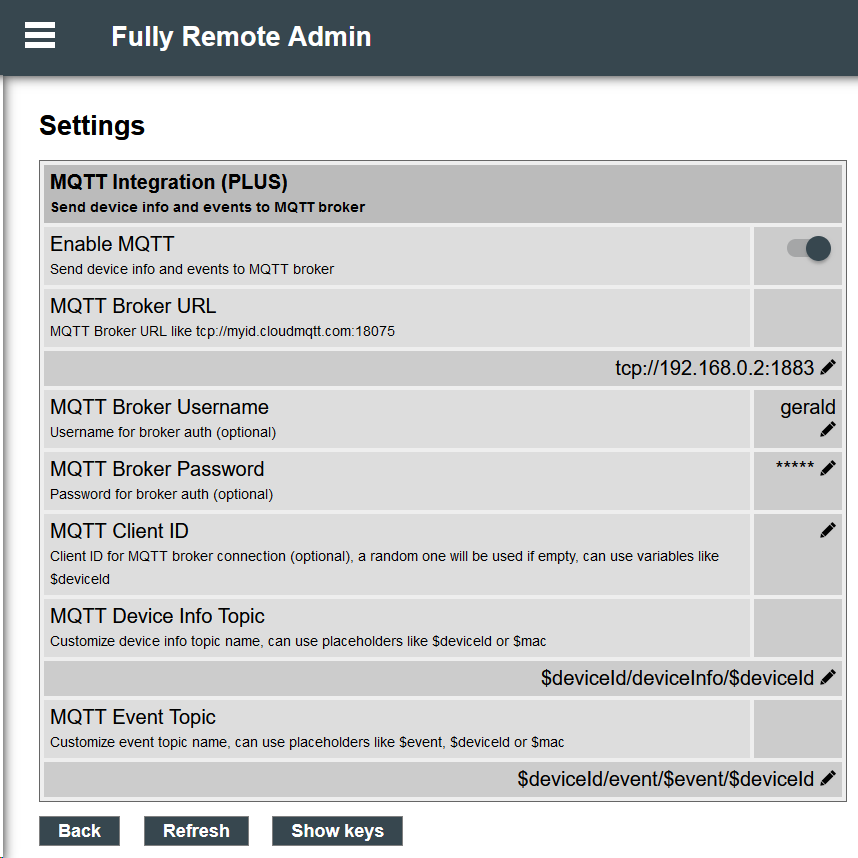 Fully Remote Admin
Settings
MQTT Integration (PLUS)
Send device info and events to MQTT broker
Enable MQTT
Send device info and events to MQTT broker
MQTT Broker URL
MQTT Broker URL like tcp://myid.cloudmqtt.com:18075
tcp://192.168.0.2:1883
MQTT Broker Username
gerald
Username for broker auth (optional)
MQTT Broker Password
*****
Password for broker auth (optional)
MQTT Client ID
Client ID for MQTT broker connection (optional), a random one will be used if empty, can use variables like
$deviceId
MQTT Device Info Topic
Customize device info topic name, can use placeholders like $deviceId or $mac
$deviceId/deviceInfo/$deviceId
MQTT Event Topic
Customize event topic name, can use placeholders like $event, $deviceId or $mac
$deviceId/event/$event/$deviceId
Back
Refresh
Show keys